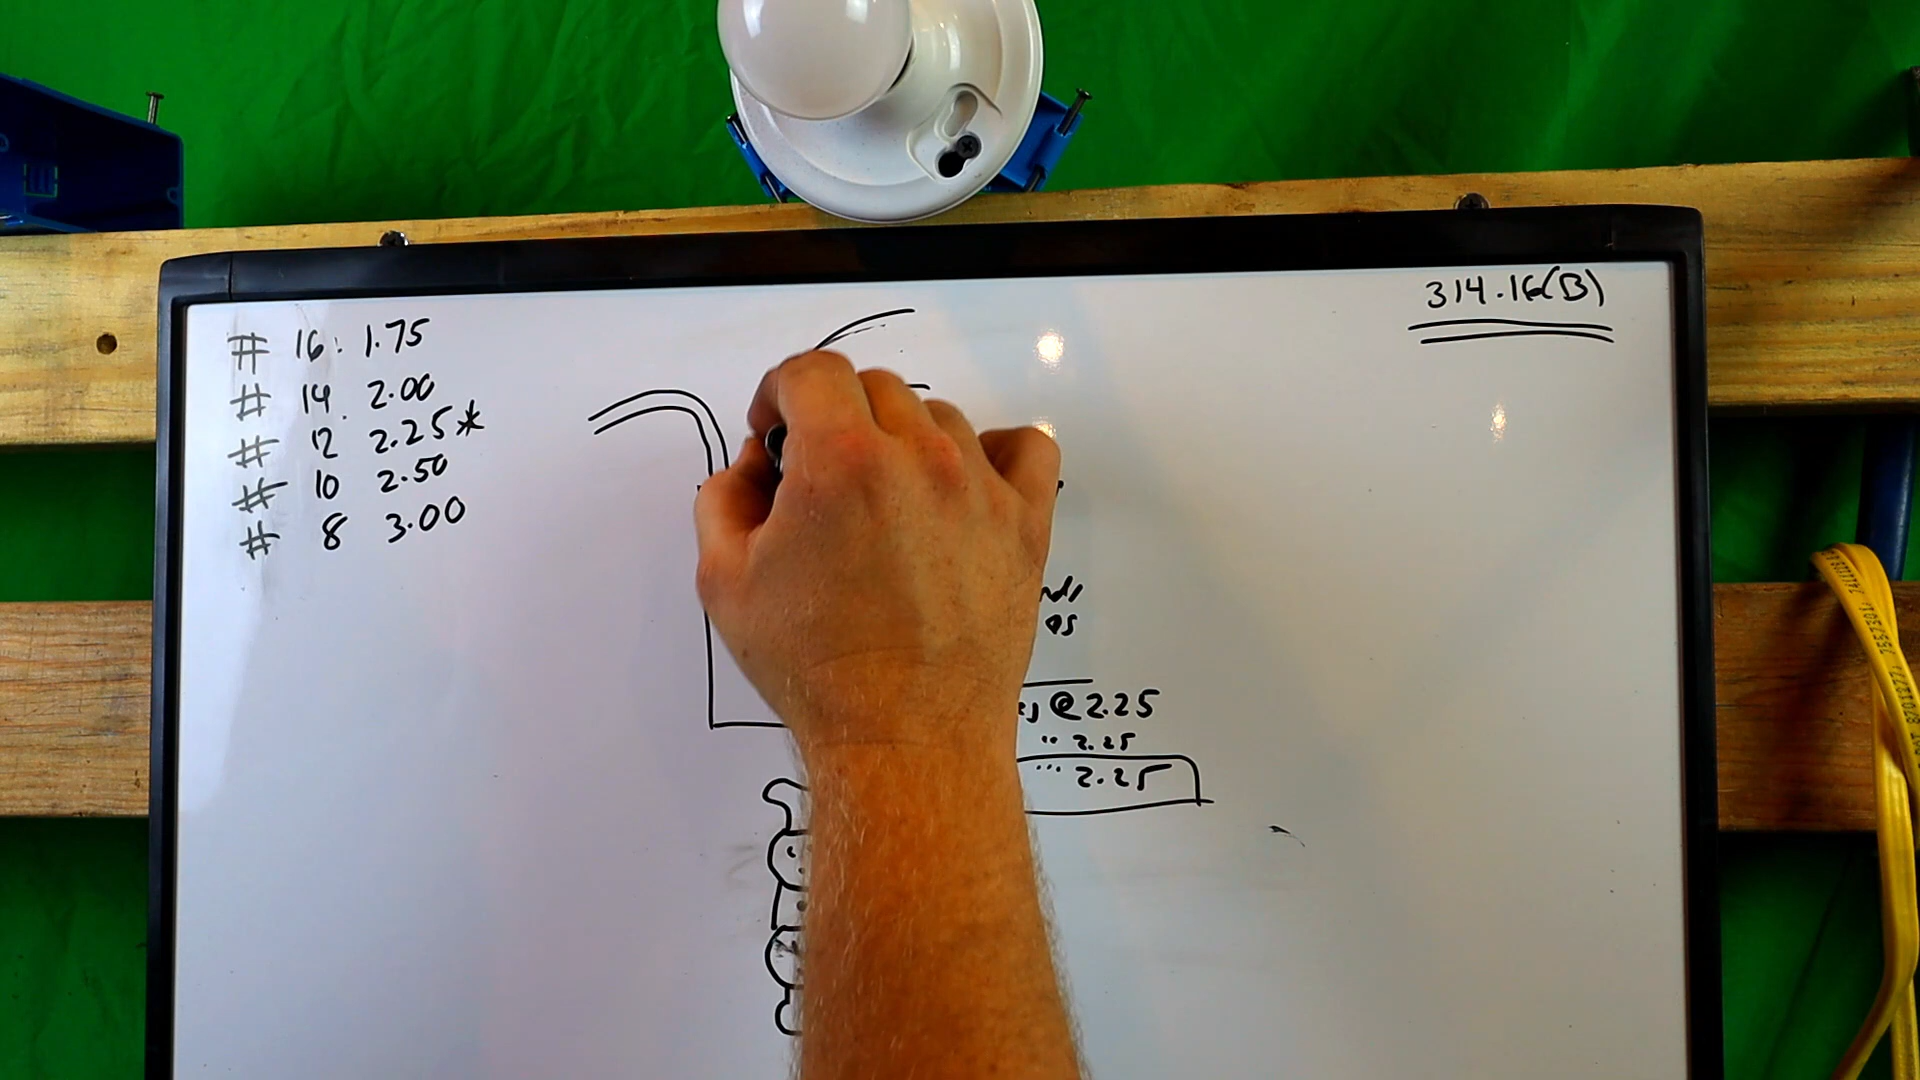 314.16(B)
# 16: 1.75
# 14 2.00
# 12 2.25*
# 10 2.50
# 8 3.00
@ 2.25
" 2.25
... 2.25